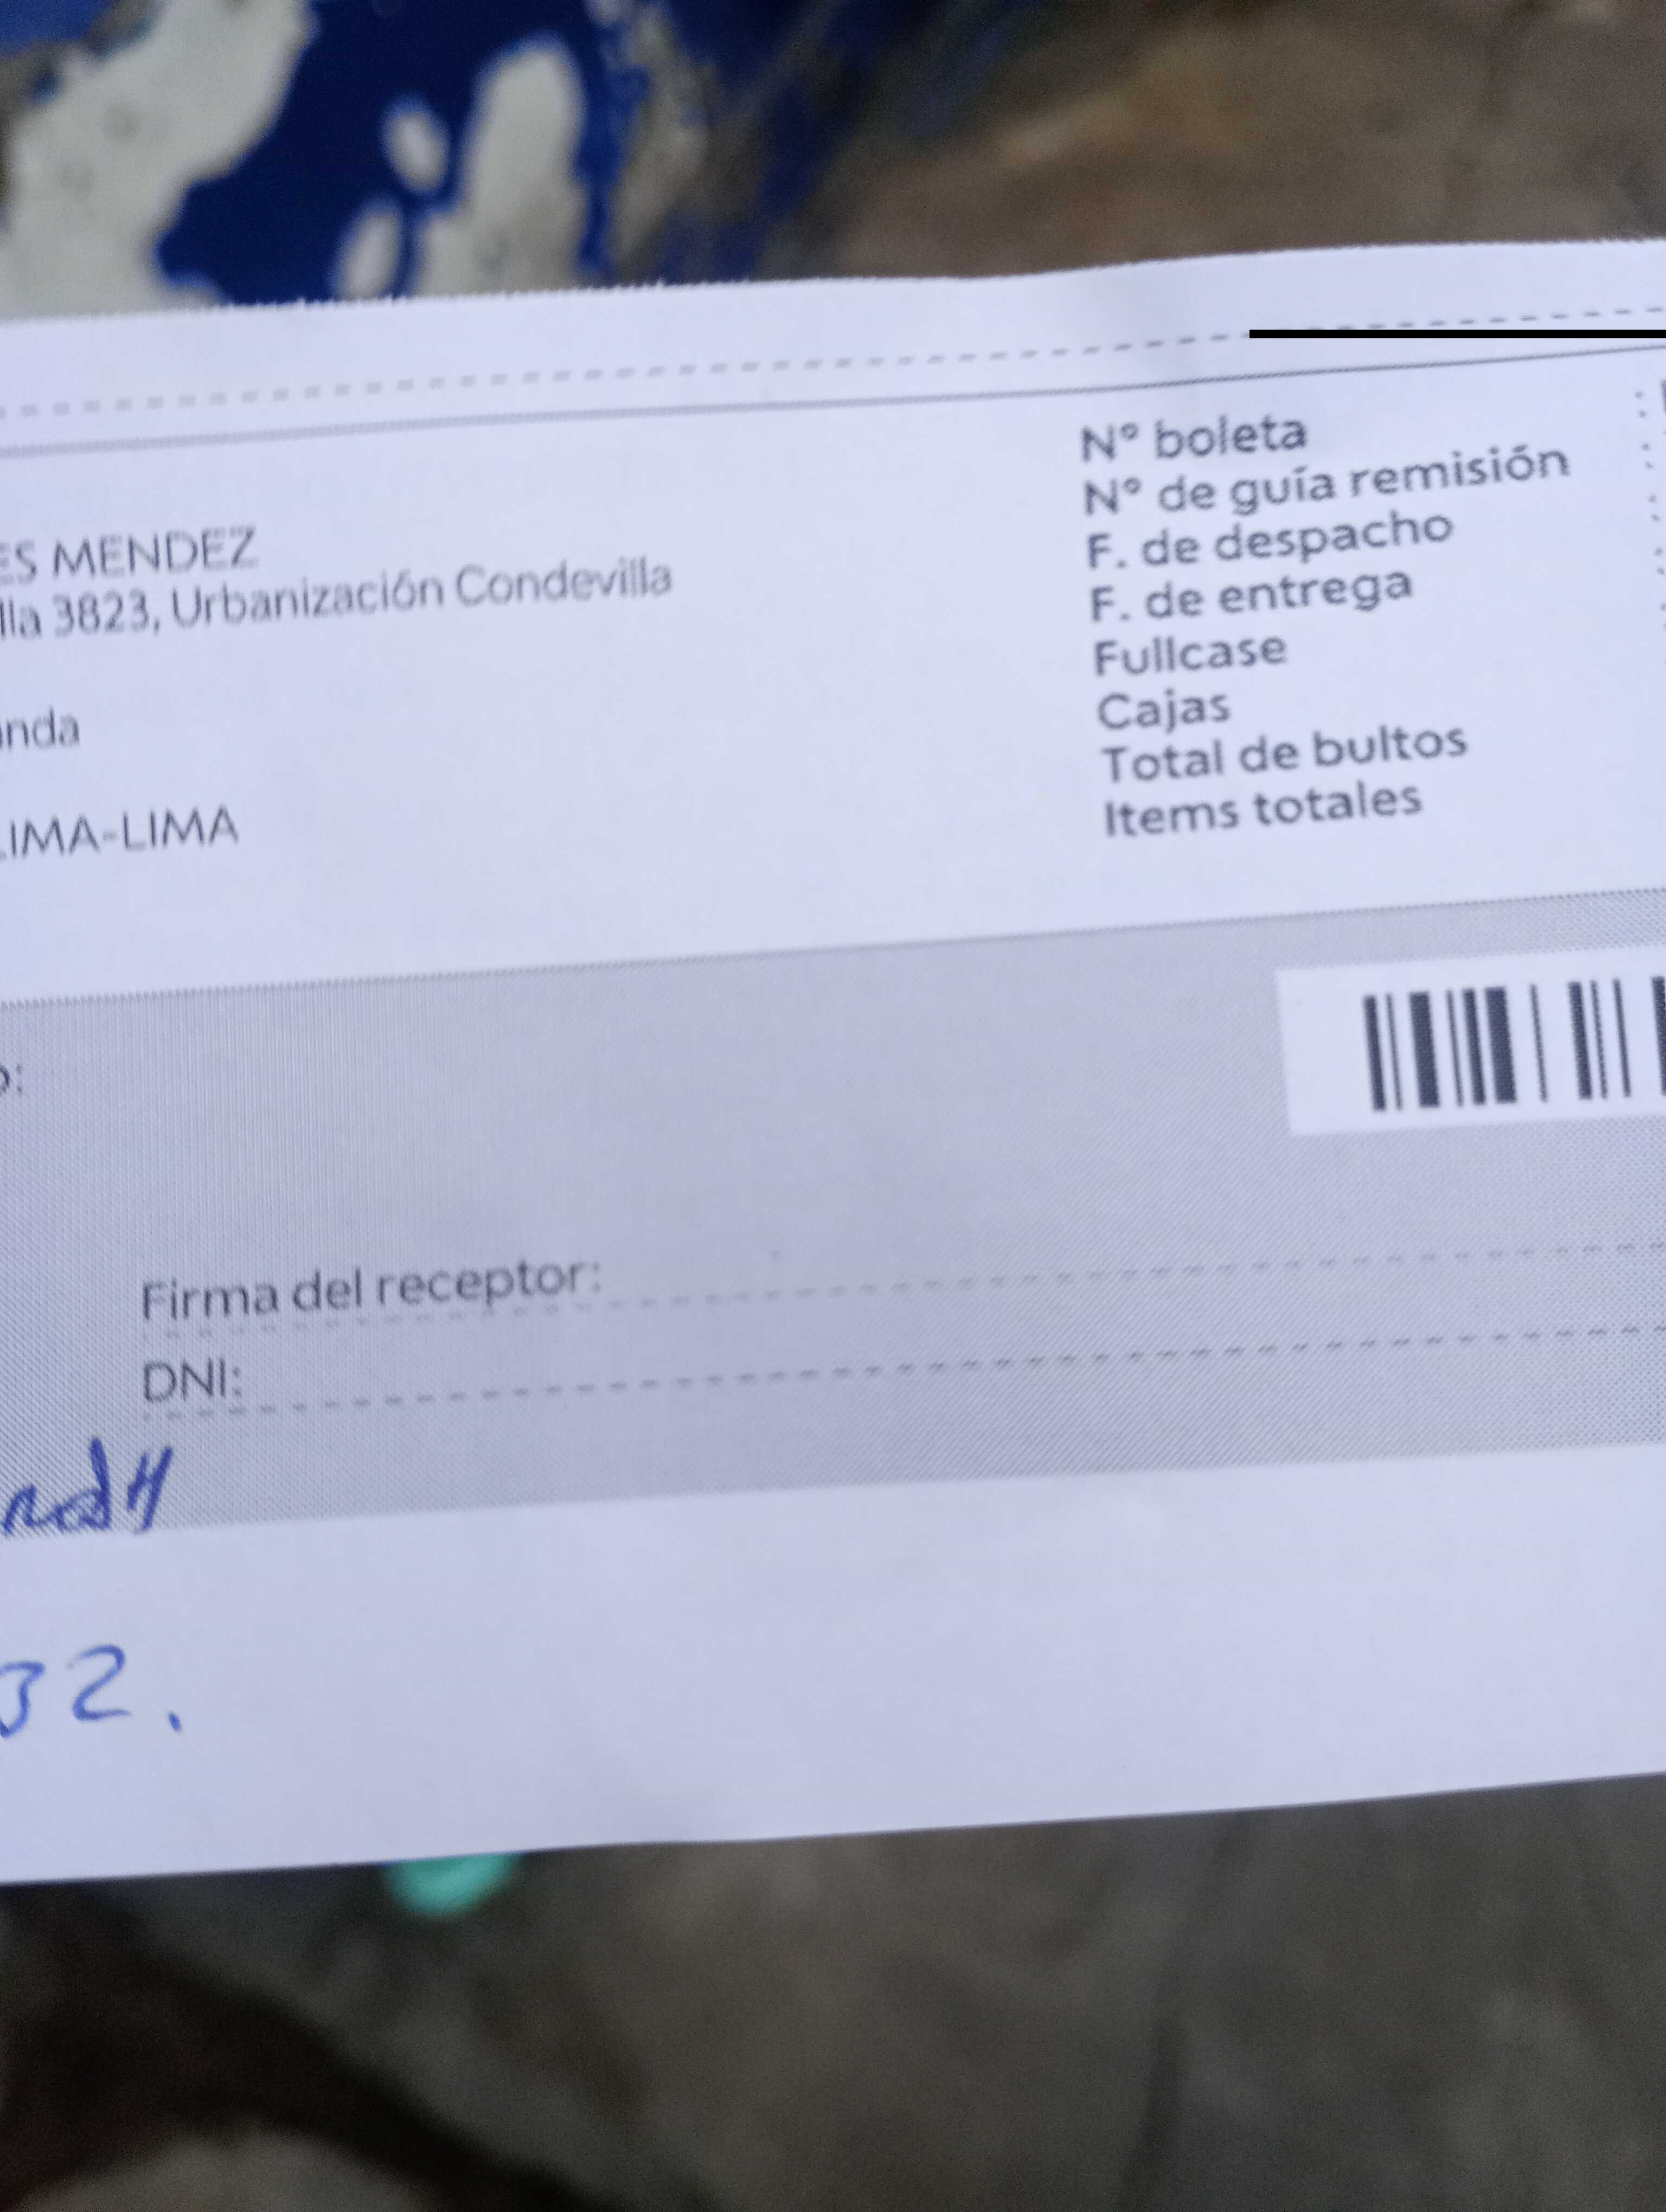 ES MENDEZ
lla 3823, Urbanización Condevilla
nda
LIMA-LIMA
N° boleta :
N° de guía remisión :
F. de despacho :
F. de entrega :
Fullcase :
Cajas
Total de bultos
Items totales
o:
Firma del receptor:
DNI:
32.